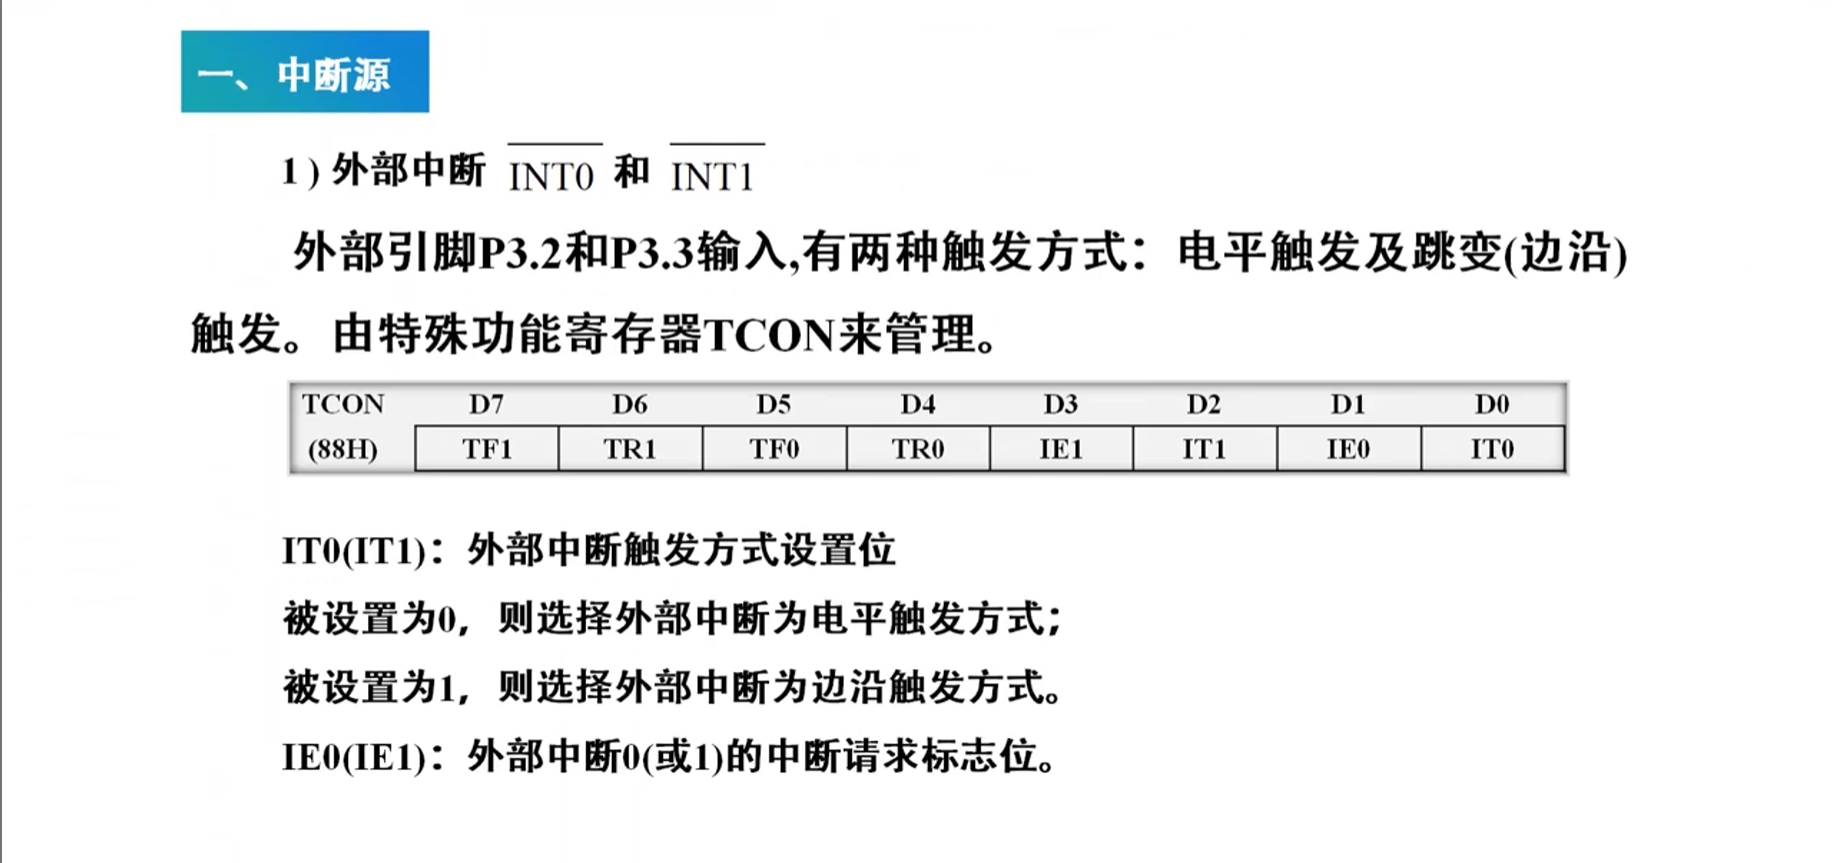 一、中断源
1）外部中断 INT0 和 INT1
外部引脚P3.2和P3.3输入,有两种触发方式：电平触发及跳变(边沿)
触发。由特殊功能寄存器TCON来管理。
TCON D7 D6 D5 D4 D3 D2 D1 D0
(88H) TF1 TR1 TF0 TR0 IE1 IT1 IE0 IT0
IT0(IT1)：外部中断触发方式设置位
被设置为0，则选择外部中断为电平触发方式；
被设置为1，则选择外部中断为边沿触发方式。
IE0(IE1)：外部中断0(或1)的中断请求标志位。